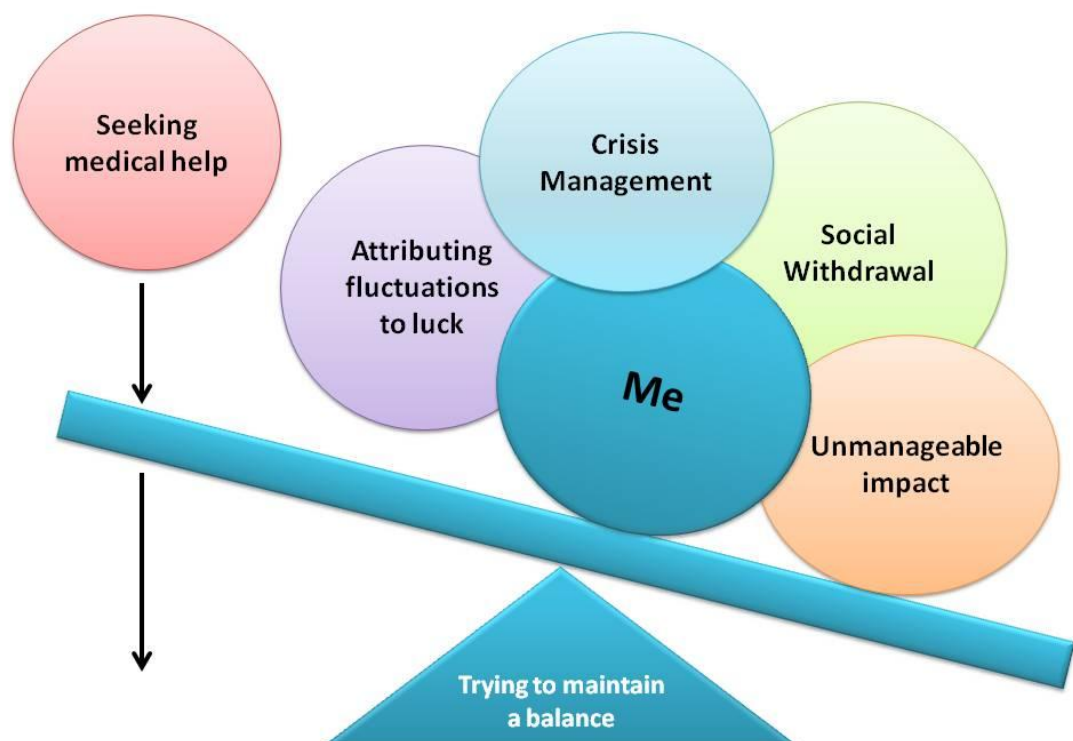 Seeking
medical help
Crisis
Management
Attributing
fluctuations
to luck
Social
Withdrawal
Me
Unmanageable
impact
Trying to maintain
a balance